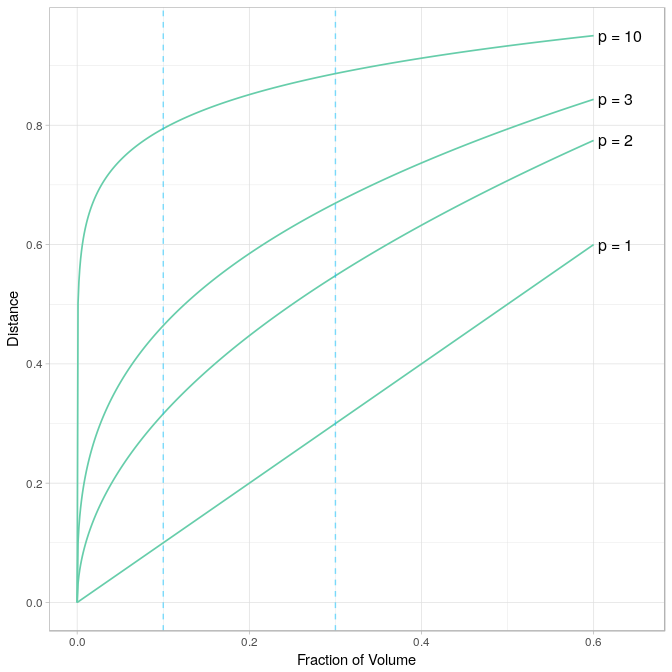 p = 10
p = 3
p = 2
p = 1
0.8
0.6
0.4
0.2
0.0
Distance
0.0 0.2 0.4 0.6
Fraction of Volume